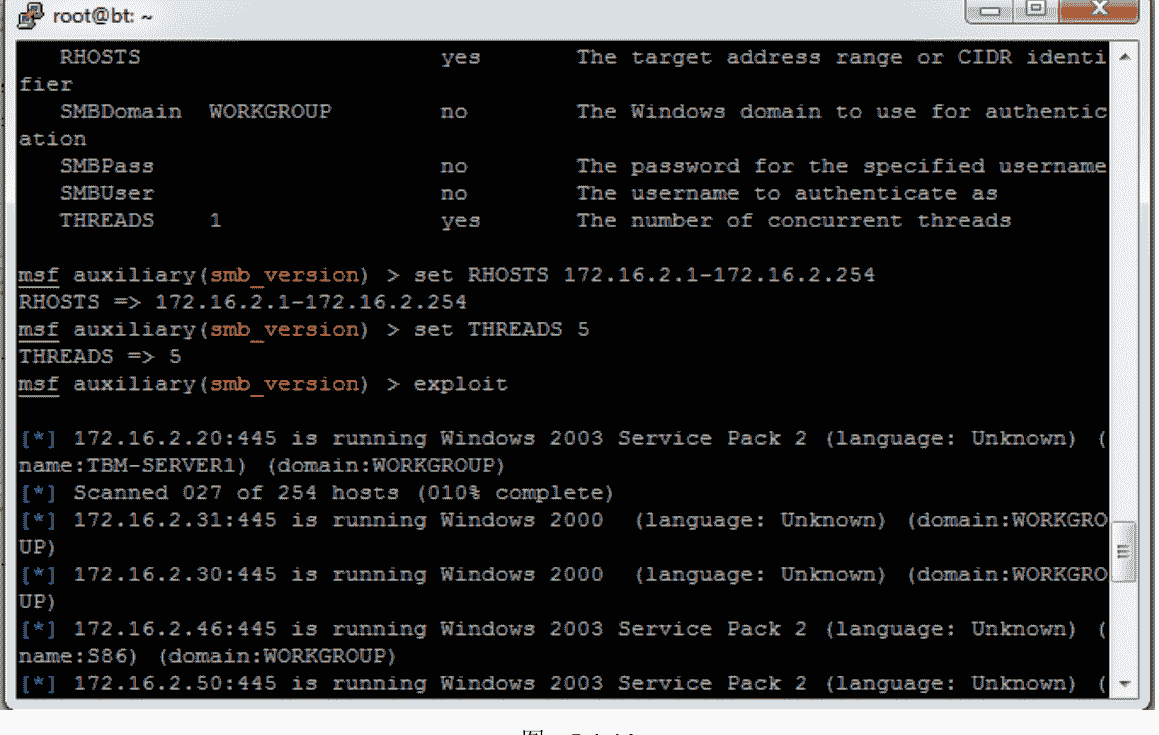 root@bt: ~
RHOSTS yes The target address range or CIDR identi
fier
SMBDomain WORKGROUP no The Windows domain to use for authentic
ation
SMBPass no The password for the specified username
SMBUser no The username to authenticate as
THREADS 1 yes The number of concurrent threads
msf auxiliary(smb_version) > set RHOSTS 172.16.2.1-172.16.2.254
RHOSTS => 172.16.2.1-172.16.2.254
msf auxiliary(smb_version) > set THREADS 5
THREADS => 5
msf auxiliary(smb_version) > exploit
[*] 172.16.2.20:445 is running Windows 2003 Service Pack 2 (language: Unknown) (
name:TBM-SERVER1) (domain:WORKGROUP)
[*] Scanned 027 of 254 hosts (010% complete)
[*] 172.16.2.31:445 is running Windows 2000  (language: Unknown) (domain:WORKGRO
UP)
[*] 172.16.2.30:445 is running Windows 2000  (language: Unknown) (domain:WORKGRO
UP)
[*] 172.16.2.46:445 is running Windows 2003 Service Pack 2 (language: Unknown) (
name:S86) (domain:WORKGROUP)
[*] 172.16.2.50:445 is running Windows 2003 Service Pack 2 (language: Unknown) (